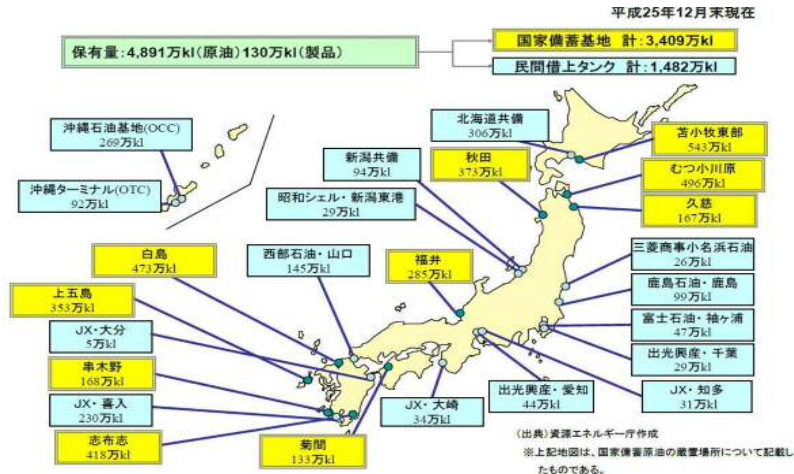 平成25年12月末現在
保有量:4,891万kl(原油)130万kl(製品)
国家備蓄基地 計:3,409万kl
民間借上タンク 計:1,482万kl
沖縄石油基地(OCC)
269万kl
沖縄ターミナル(OTC)
92万kl
北海道共備
306万kl
苫小牧東部
543万kl
新潟共備
94万kl
秋田
373万kl
むつ小川原
496万kl
昭和シェル・新潟東港
29万kl
久慈
167万kl
白島
473万kl
西部石油・山口
145万kl
福井
285万kl
三菱商事小名浜石油
26万kl
上五島
353万kl
鹿島石油・鹿島
99万kl
JX・大分
5万kl
富士石油・袖ヶ浦
47万kl
串木野
168万kl
出光興産・千葉
29万kl
JX・喜入
230万kl
JX・大崎
34万kl
出光興産・愛知
44万kl
JX・知多
31万kl
志布志
418万kl
菊間
133万kl
(出典)資源エネルギー庁作成
※上記地図は、国家備蓄原油の蔵置場所について記載し
たものである。